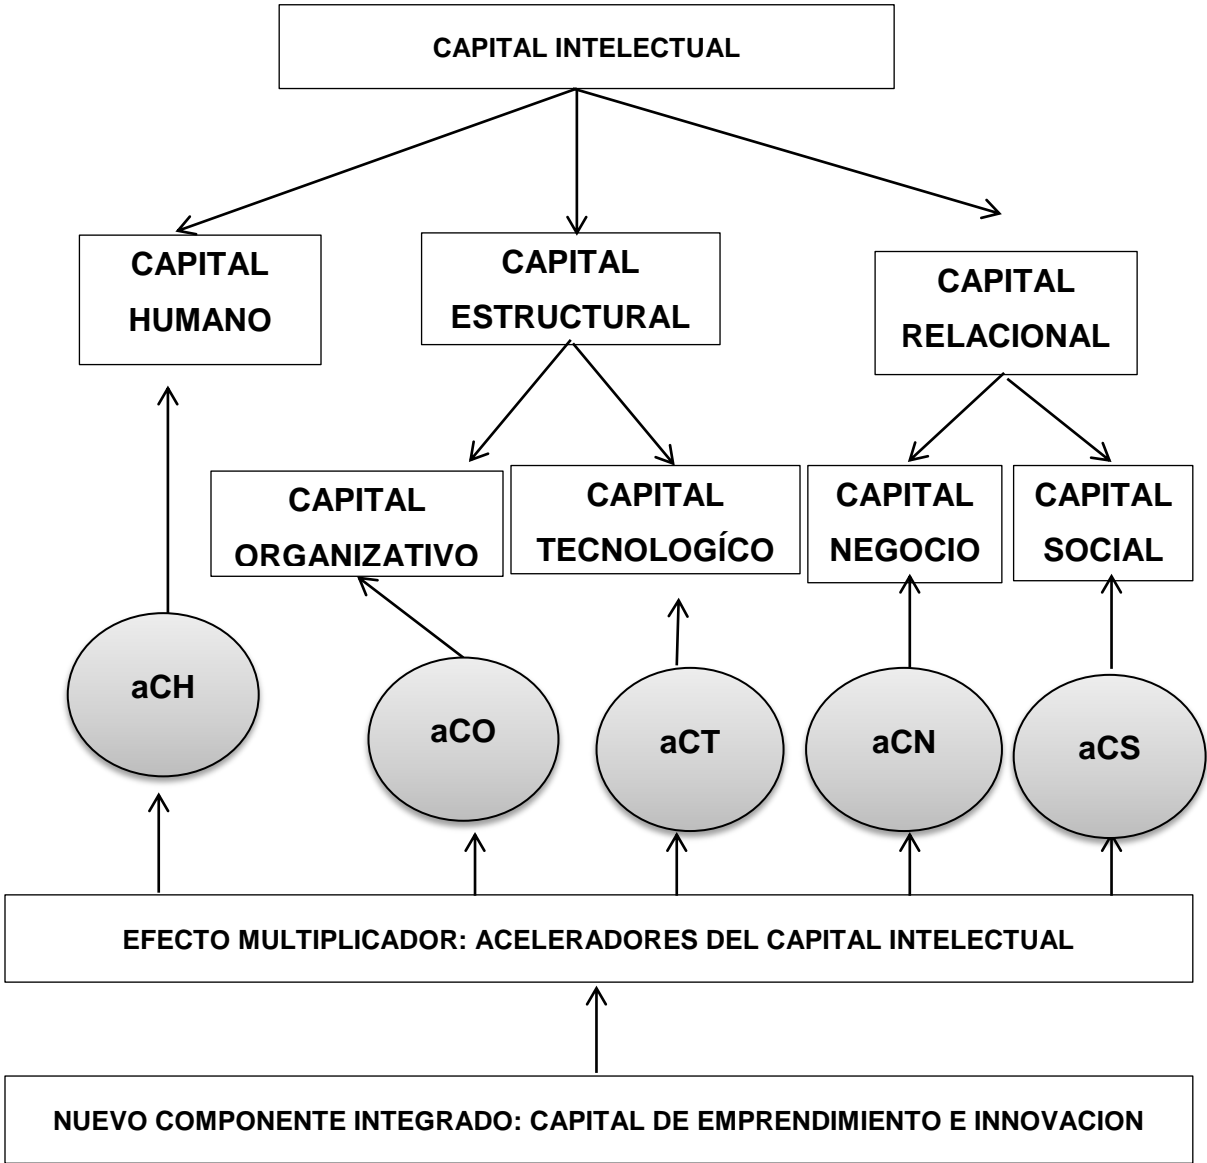 CAPITAL INTELECTUAL
CAPITAL
HUMANO
CAPITAL
ESTRUCTURAL
CAPITAL
RELACIONAL
CAPITAL
ORGANIZATIVO
CAPITAL
TECNOLOGÍCO
CAPITAL
NEGOCIO
CAPITAL
SOCIAL
aCH
aCO
aCT
aCN
aCS
EFECTO MULTIPLICADOR: ACELERADORES DEL CAPITAL INTELECTUAL
NUEVO COMPONENTE INTEGRADO: CAPITAL DE EMPRENDIMIENTO E INNOVACION